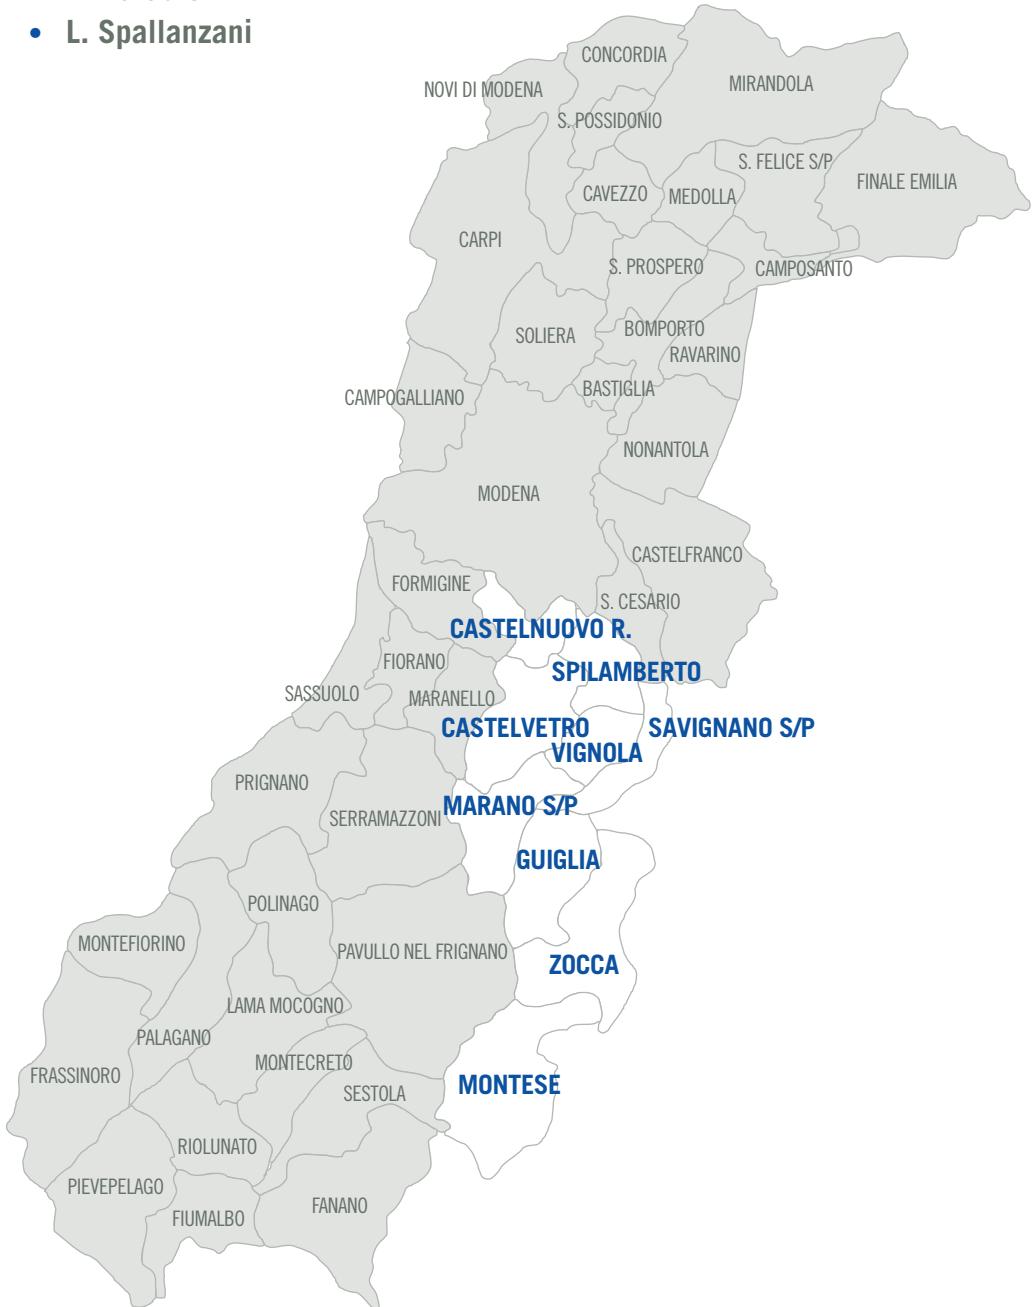 • L. Spallanzani
CONCORDIA
MIRANDOLA
NOVI DI MODENA
S. POSSIDONIO
S. FELICE S/P
FINALE EMILIA
CAVEZZO
MEDOLLA
CARPI
S. PROSPERO
CAMPOSANTO
SOLIERA
BOMPORTO
RAVARINO
BASTIGLIA
CAMPOGALLIANO
NONANTOLA
MODENA
CASTELFRANCO
FORMIGINE
S. CESARIO
CASTELNUOVO R.
FIORANO
SPILAMBERTO
SASSUOLO
MARANELLO
CASTELVETRO
SAVIGNANO S/P
VIGNOLA
PRIGNANO
MARANO S/P
SERRAMAZZONI
GUIGLIA
POLINAGO
MONTEFIORINO
PAVULLO NEL FRIGNANO
ZOCCA
LAMA MOCOGNO
PALAGANO
MONTECRETO
FRASSINORO
MONTESE
SESTOLA
RIOLUNATO
PIEVEPELAGO
FANANO
FIUMALBO